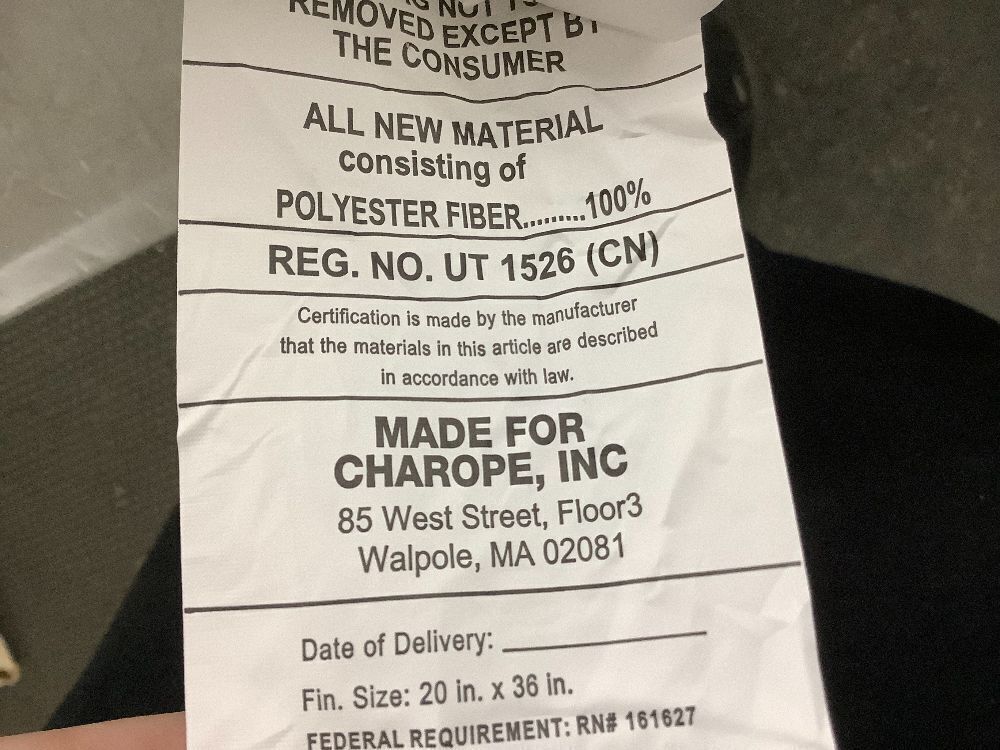 NOT
REMOVED EXCEPT BY
THE CONSUMER
ALL NEW MATERIAL
consisting of
POLYESTER FIBER.........100%
REG. NO. UT 1526 (CN)
Certification is made by the manufacturer
that the materials in this article are described
in accordance with law.
MADE FOR
CHAROPE, INC
85 West Street, Floor3
Walpole, MA 02081
Date of Delivery:
Fin. Size: 20 in. x 36 in.
FEDERAL REQUIREMENT: RN# 161627